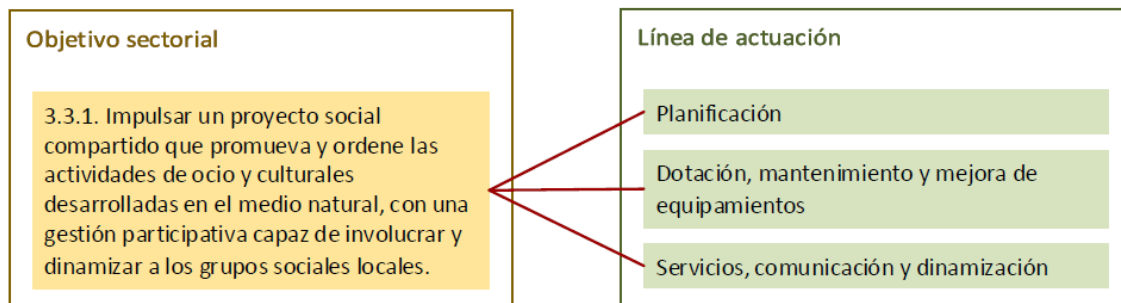 Objetivo sectorial
3.3.1. Impulsar un proyecto social
compartido que promueva y ordene las
actividades de ocio y culturales
desarrolladas en el medio natural, con una
gestión participativa capaz de involucrar y
dinamizar a los grupos sociales locales.
Línea de actuación
Planificación
Dotación, mantenimiento y mejora de
equipamientos
Servicios, comunicación y dinamización